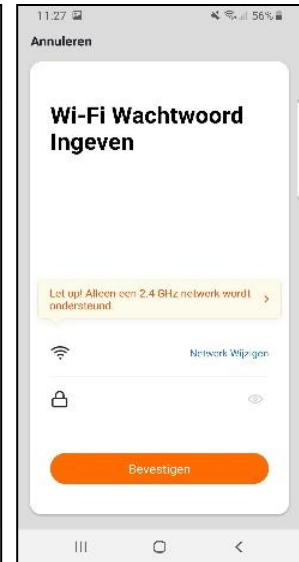 11.27 56%
Annuleren
Wi-Fi Wachtwoord
Ingeven
Let op! Alleen een 2.4 GHz netwerk wordt
ondersteund.
Netwerk Wijzigen
Bevestigen